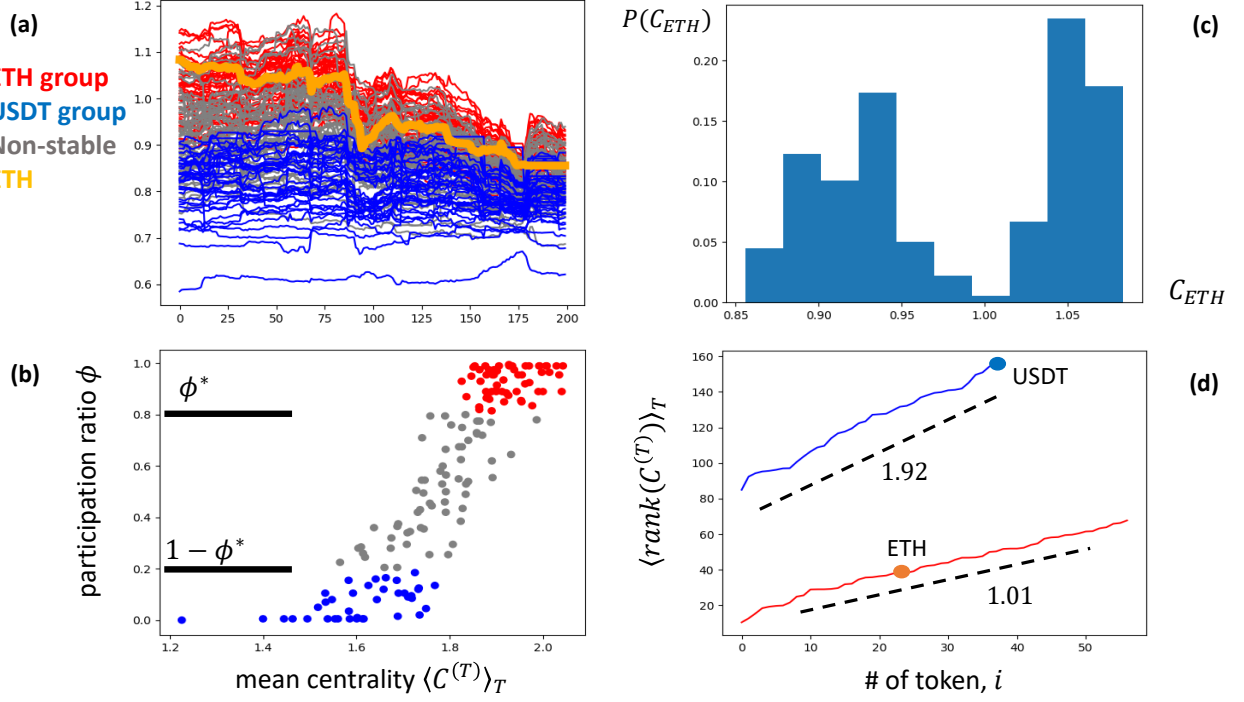 (a)
ETH group
USDT group
Non-stable
ETH
1.2
1.1
1.0
0.9
0.8
0.7
0.6
0 25 50 75 100 125 150 175 200
P(C_ETH)
(c)
0.20
0.15
0.10
0.05
0.00
0.85 0.90 0.95 1.00 1.05
C_ETH
(b)
participation ratio ϕ
1.0
0.8
0.6
0.4
0.2
0.0
ϕ*
1 − ϕ*
1.2 1.4 1.6 1.8 2.0
mean centrality ⟨C^(T)⟩_T
(d)
⟨rank(C^(T))⟩_T
160
140
120
100
80
60
40
20
USDT
1.92
ETH
1.01
0 10 20 30 40 50
# of token, i